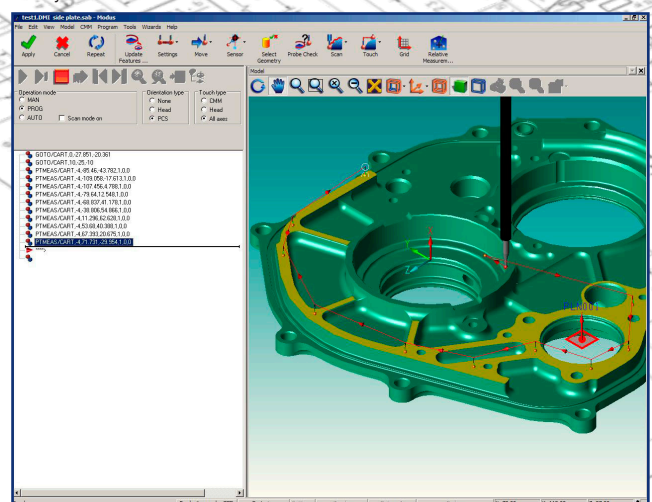 test1.DMI side plate.sab - Modus
File Edit View Model CMM Program Tools Wizards Help
Apply Cancel Repeat Update Features ... Settings Move Sensor Select Geometry Probe Check Scan Touch Grid Relative Measurem...
Operation mode
MAN
PROG
AUTO Scan mode on
Orientation type
None
Head
PCS
Touch type
CMM
Head
All axes
GOTO/CART,0,-27.851,-20.361
GOTO/CART,10,-25,-10
PTMEAS/CART,-4,-85.46,-43.782,1,0,0
PTMEAS/CART,-4,-109.058,-17.613,1,0,0
PTMEAS/CART,-4,-107.456,4.788,1,0,0
PTMEAS/CART,-4,-79.64,12.548,1,0,0
PTMEAS/CART,-4,-68.837,41.178,1,0,0
PTMEAS/CART,-4,-38.806,54.866,1,0,0
PTMEAS/CART,-4,11.296,62.628,1,0,0
PTMEAS/CART,-4,53.68,40.388,1,0,0
PTMEAS/CART,-4,67.393,20.675,1,0,0
PTMEAS/CART,-4,71.731,-29.954,1,0,0
Model
PLN001